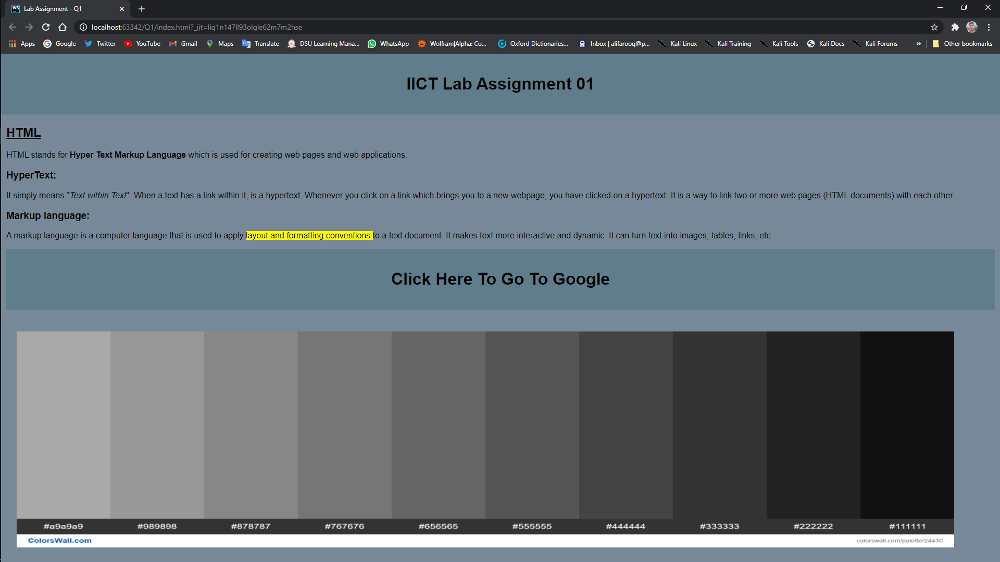 Lab Assignment - Q1
localhost:63342/Q1/index.html?_ijt=liq1n147ll93olgle62m7m2hse
Apps Google Twitter YouTube Gmail Maps Translate DSU Learning Mana... WhatsApp Wolfram|Alpha: Co... Oxford Dictionaries... Inbox | alifarooq@p... Kali Linux Kali Training Kali Tools Kali Docs Kali Forums » Other bookmarks
IICT Lab Assignment 01
HTML
HTML stands for Hyper Text Markup Language which is used for creating web pages and web applications.
HyperText:
It simply means "Text within Text". When a text has a link within it, is a hypertext. Whenever you click on a link which brings you to a new webpage, you have clicked on a hypertext. It is a way to link two or more web pages (HTML documents) with each other.
Markup language:
A markup language is a computer language that is used to apply layout and formatting conventions to a text document. It makes text more interactive and dynamic. It can turn text into images, tables, links, etc.
Click Here To Go To Google
#a9a9a9 #989898 #878787 #767676 #656565 #555555 #444444 #333333 #222222 #111111
ColorsWall.com colorswall.com/palette/24430